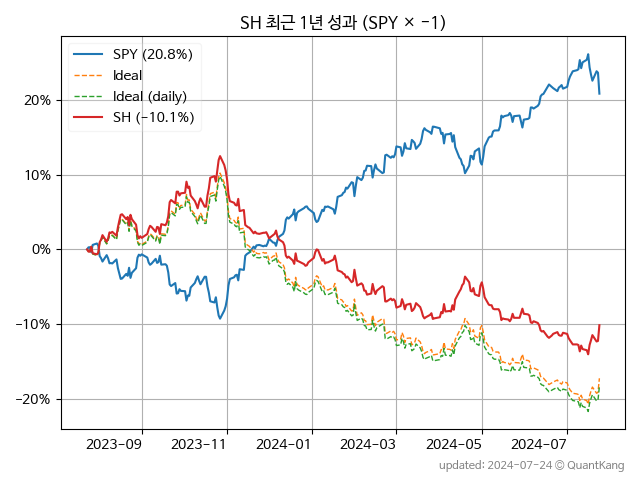 SH 최근 1년 성과 (SPY × −1)
SPY (20.8%)
Ideal
Ideal (daily)
SH (−10.1%)
20%
10%
0%
−10%
−20%
2023-09
2023-11
2024-01
2024-03
2024-05
2024-07
updated: 2024-07-24 © QuantKang